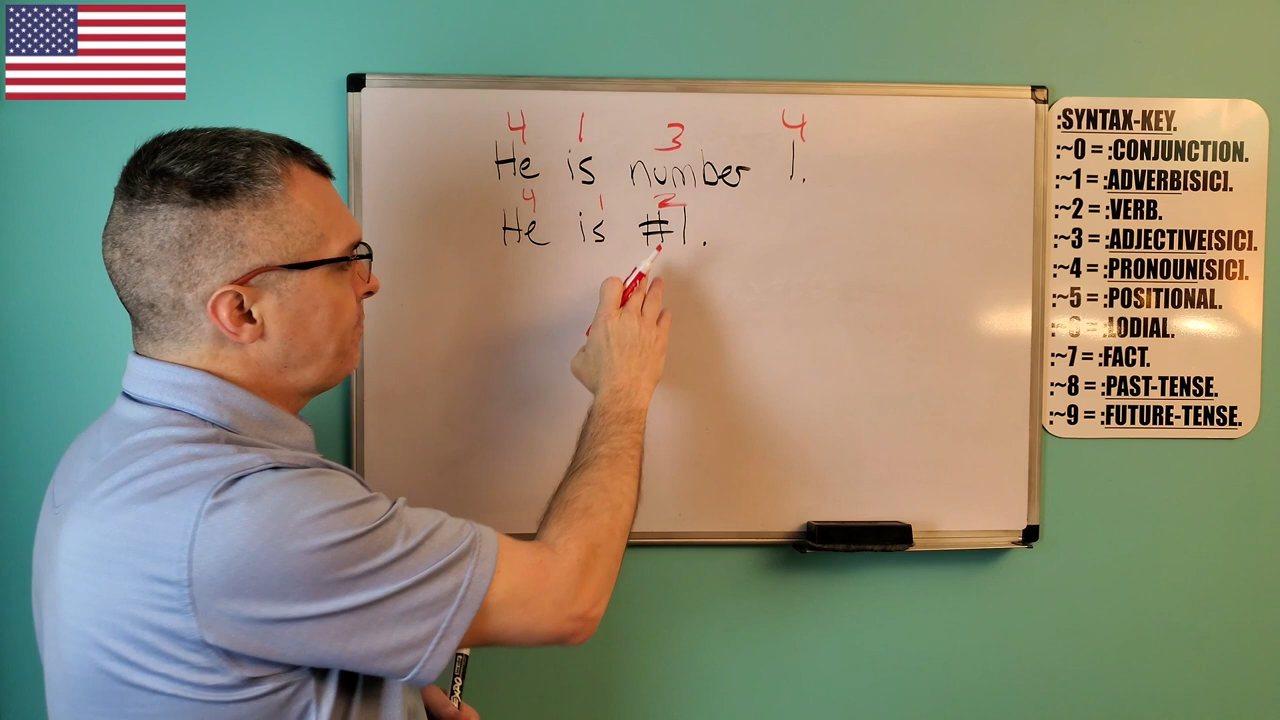 4 1 3 4
He is number 1.
4 1 2
He is #1.
:SYNTAX-KEY.
:~0 = :CONJUNCTION.
:~1 = :ADVERB[SIC].
:~2 = :VERB.
:~3 = :ADJECTIVE[SIC].
:~4 = :PRONOUN[SIC].
:~5 = :POSITIONAL.
:~6 = :LODIAL.
:~7 = :FACT.
:~8 = :PAST-TENSE.
:~9 = :FUTURE-TENSE.
EXPO